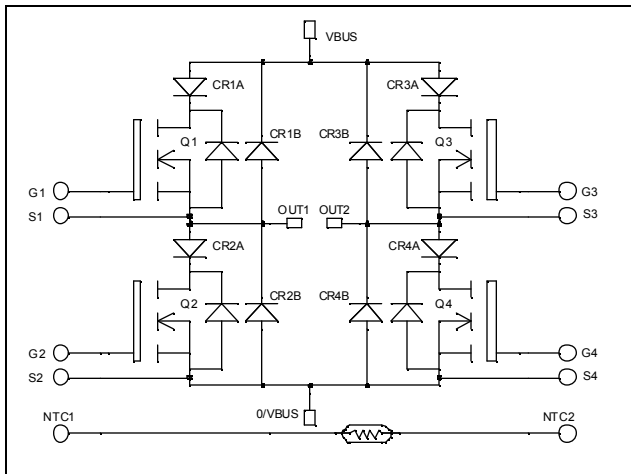 VBUS
CR1A CR3A
Q1 CR1B CR3B Q3
G1 G3
S1 OUT1 OUT2 S3
CR2A CR4A
Q2 CR2B CR4B Q4
G2 G4
S2 S4
0/VBUS
NTC1 NTC2